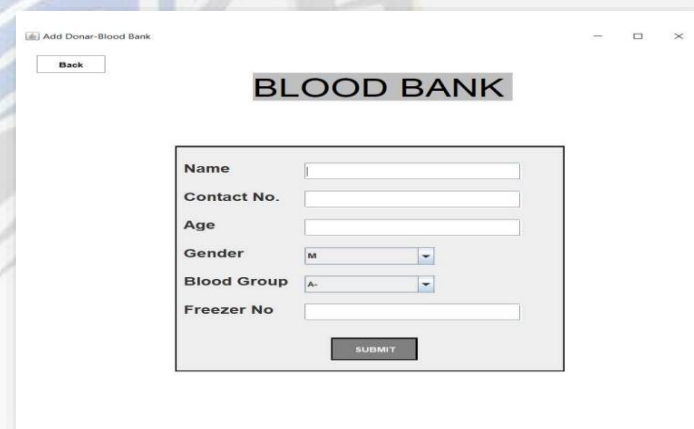 Add Donar-Blood Bank
Back
BLOOD BANK
Name
Contact No.
Age
Gender M
Blood Group A-
Freezer No
SUBMIT